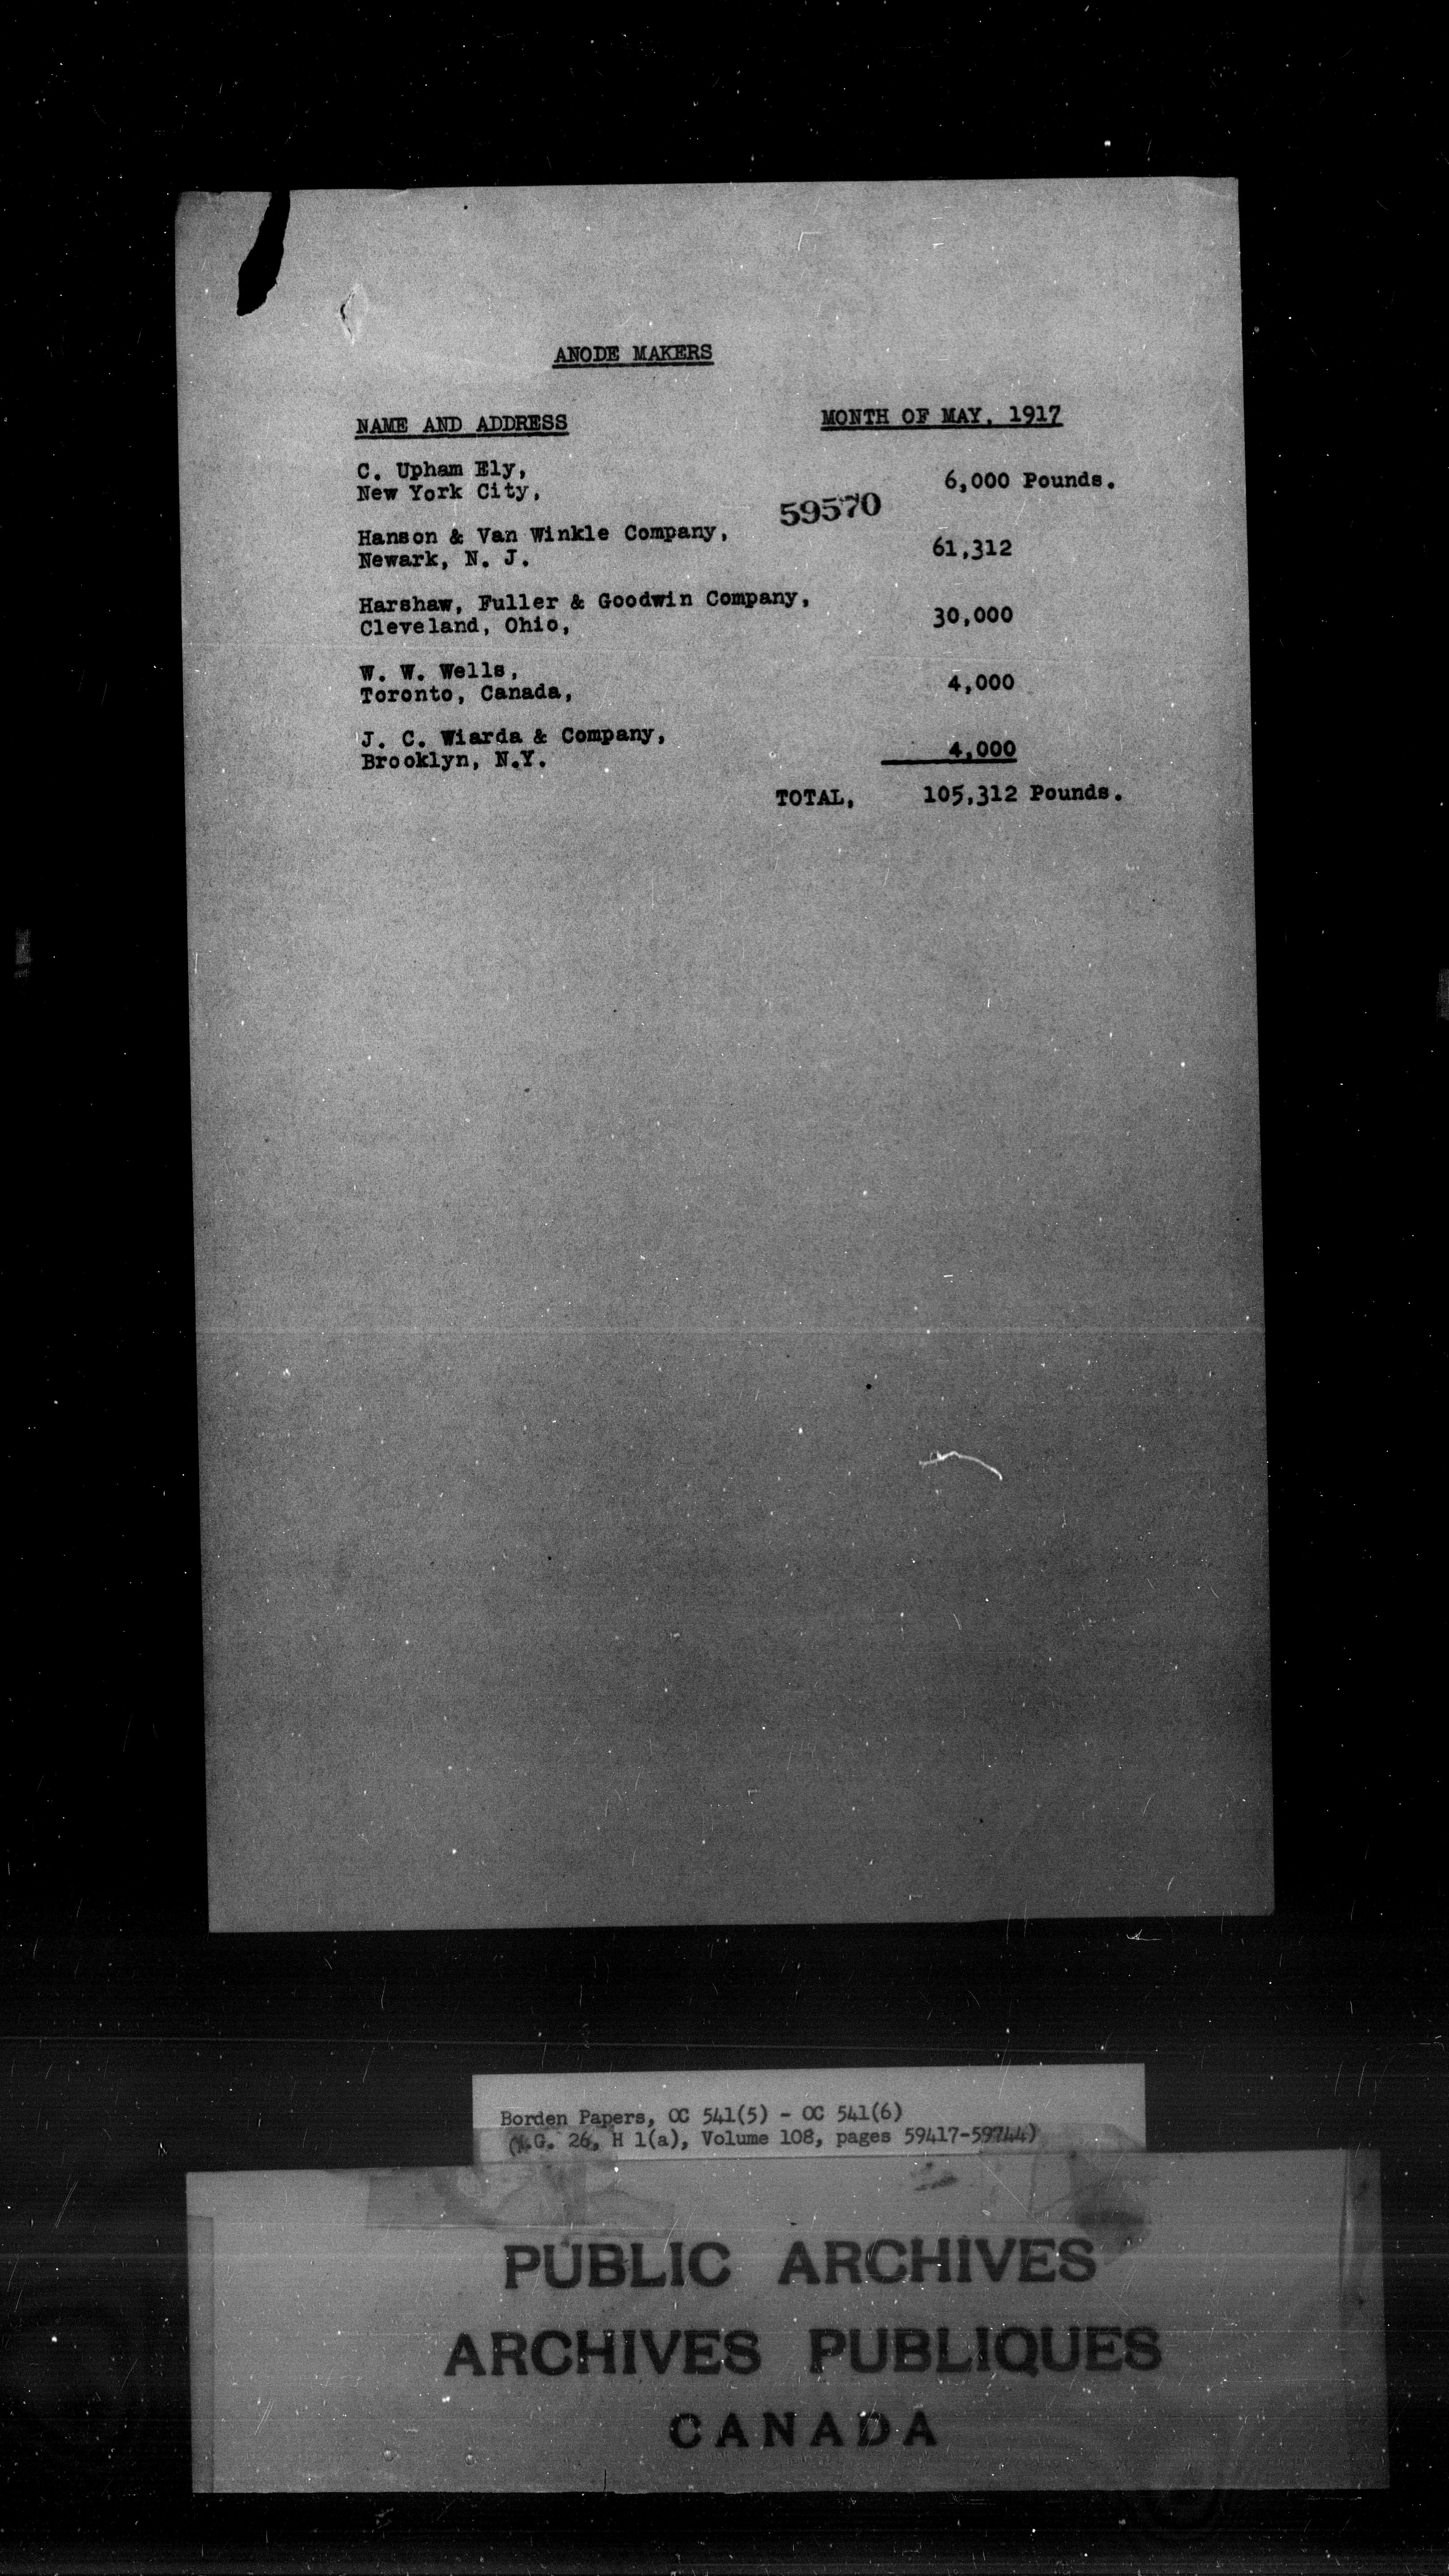 ANODE MAKERS
NAME AND ADDRESS MONTH OF MAY, 1917
C. Upham Ely,
New York City, 6,000 Pounds.
59570
Hanson & Van Winkle Company,
Newark, N. J. 61,312
Harshaw, Fuller & Goodwin Company,
Cleveland, Ohio, 30,000
W. W. Wells,
Toronto, Canada, 4,000
J. C. Wiarda & Company,
Brooklyn, N.Y. 4,000
TOTAL, 105,312 Pounds.
Borden Papers, OC 541(5) - OC 541(6)
(M.G. 26, H 1(a), Volume 108, pages 59417-59744)
PUBLIC ARCHIVES
ARCHIVES PUBLIQUES
CANADA